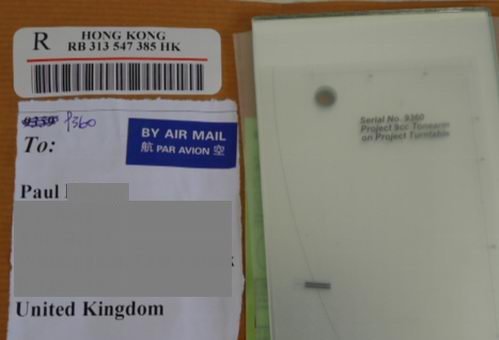 R
HONG KONG
RB 313 547 385 HK
9360
BY AIR MAIL
航 PAR AVION 空
To:
Paul
United Kingdom
Serial No. 9360
Project 9cc Tonearm
on Project Turntable